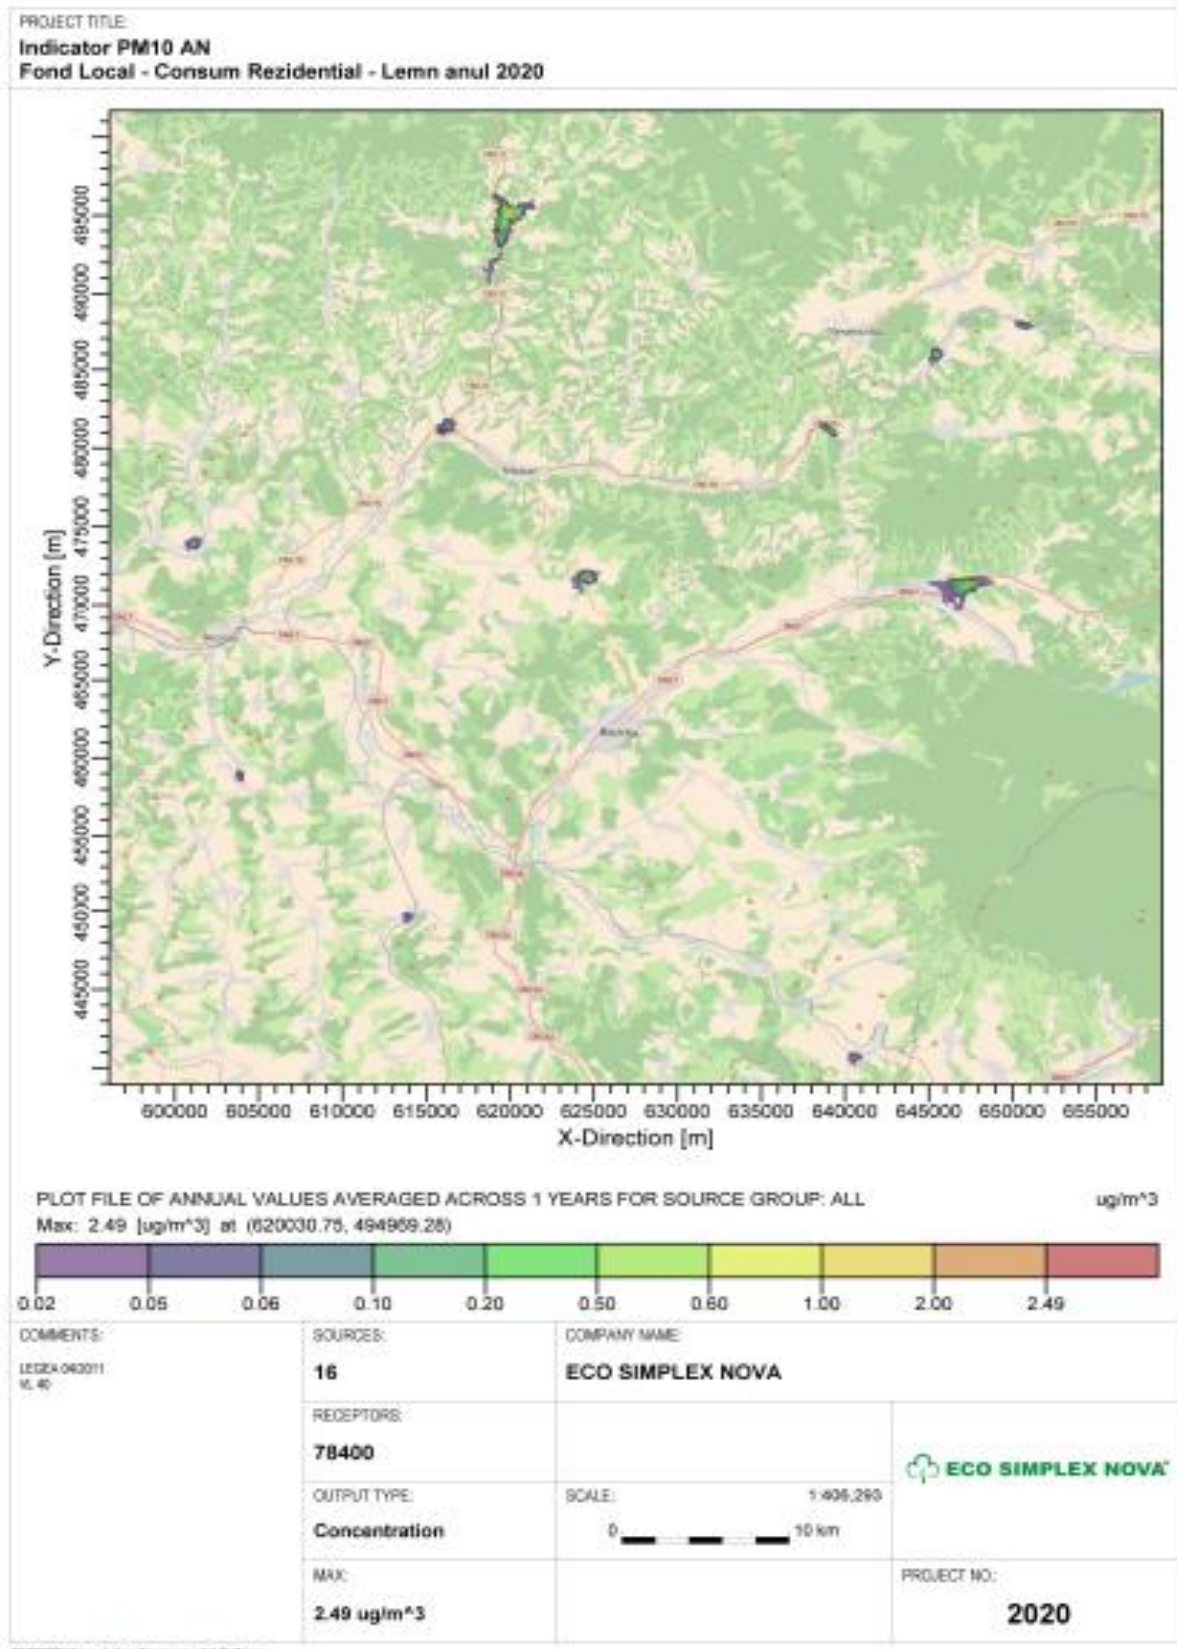 PROJECT TITLE:
Indicator PM10 AN
Fond Local - Consum Rezidential - Lemn anul 2020
Y-Direction [m]
495000
490000
485000
480000
475000
470000
465000
460000
455000
450000
445000
Bistrița
600000 605000 610000 615000 620000 625000 630000 635000 640000 645000 650000 655000
X-Direction [m]
PLOT FILE OF ANNUAL VALUES AVERAGED ACROSS 1 YEARS FOR SOURCE GROUP: ALL ug/m^3
Max: 2.49 [ug/m^3] at (620030.75, 494969.28)
0.02 0.05 0.06 0.10 0.20 0.50 0.60 1.00 2.00 2.49
COMMENTS:
LEGEA
VL 40
SOURCES:
16
COMPANY NAME:
ECO SIMPLEX NOVA
RECEPTORS:
78400
ECO SIMPLEX NOVA
OUTPUT TYPE:
Concentration
SCALE: 1:406,293
0 10 km
MAX:
2.49 ug/m^3
PROJECT NO.:
2020